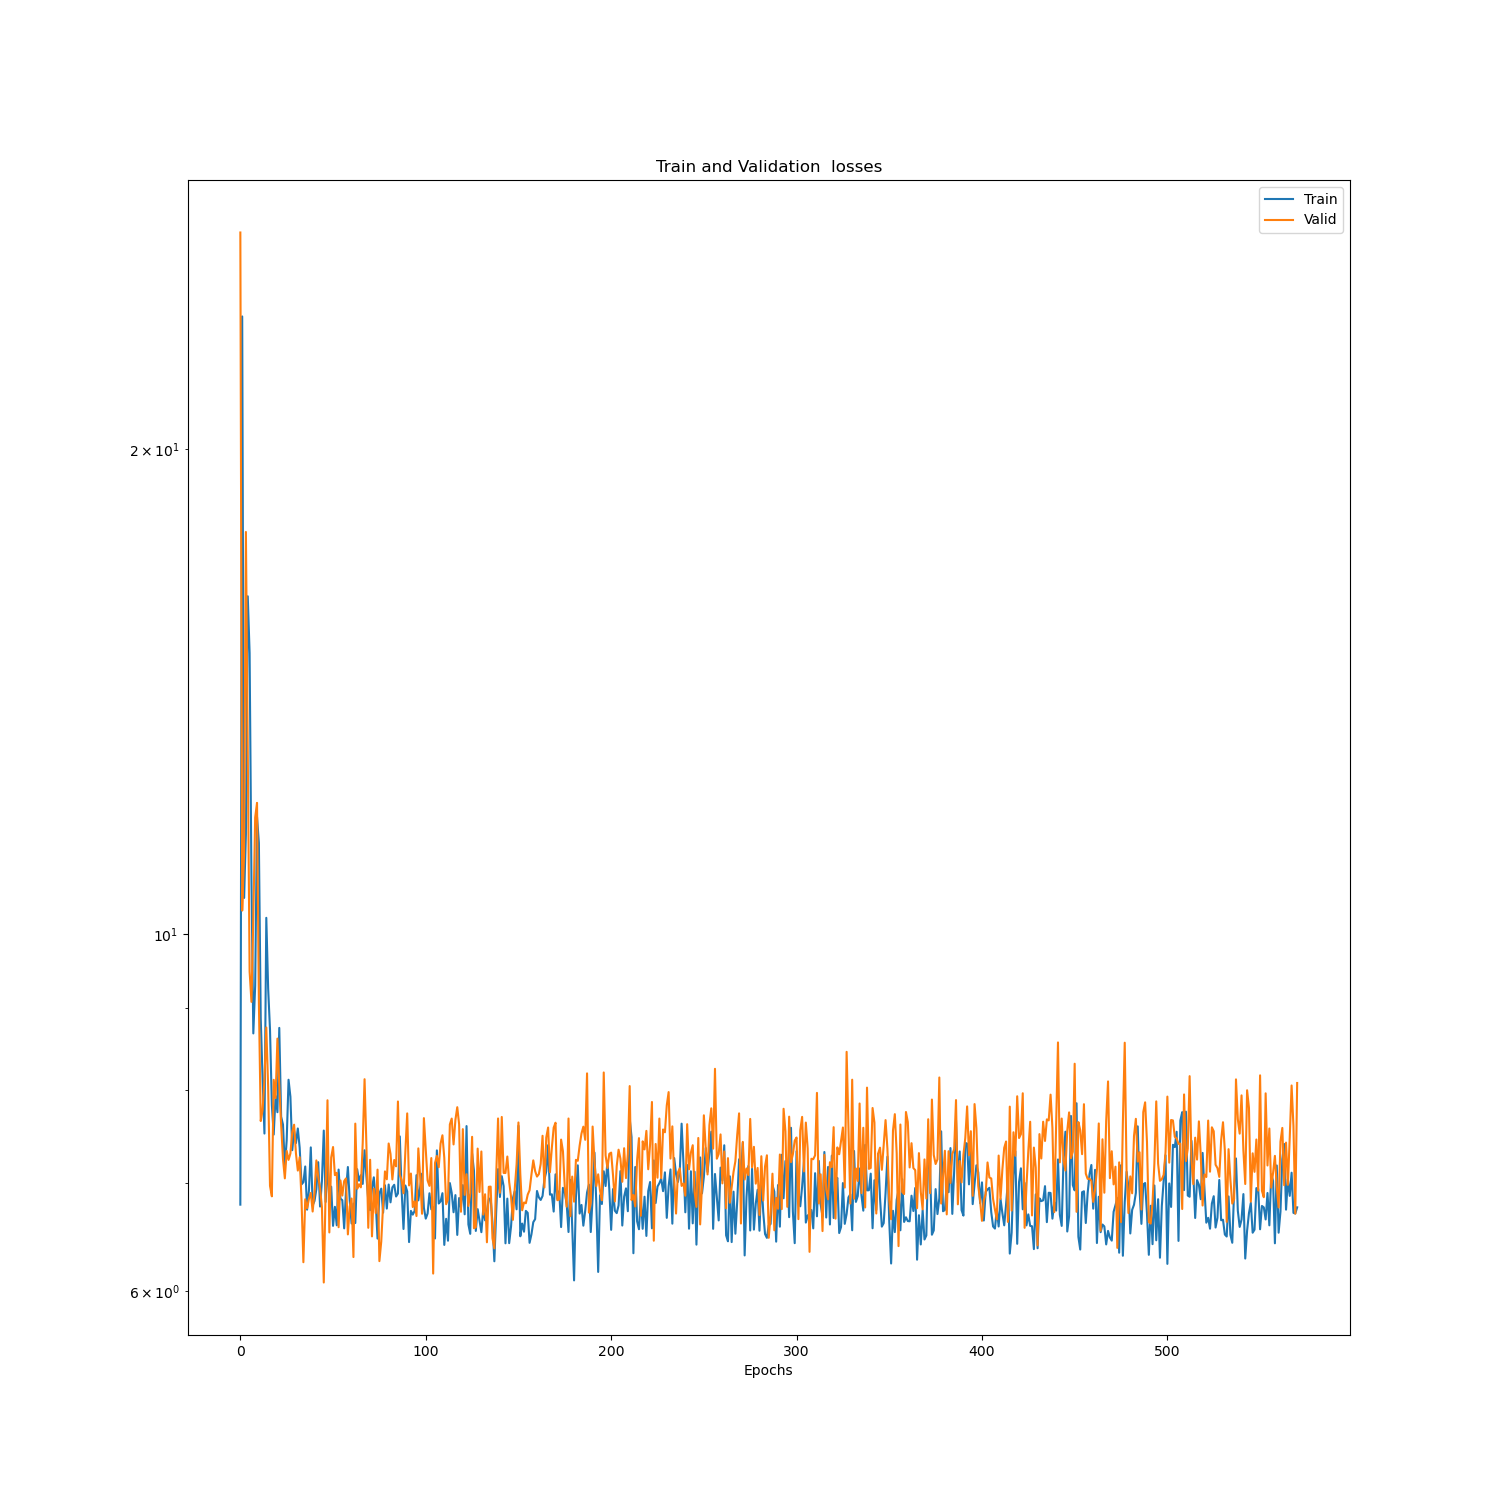 Train and Validation  losses
Train
Valid
2 × 10¹
10¹
6 × 10⁰
0 100 200 300 400 500
Epochs